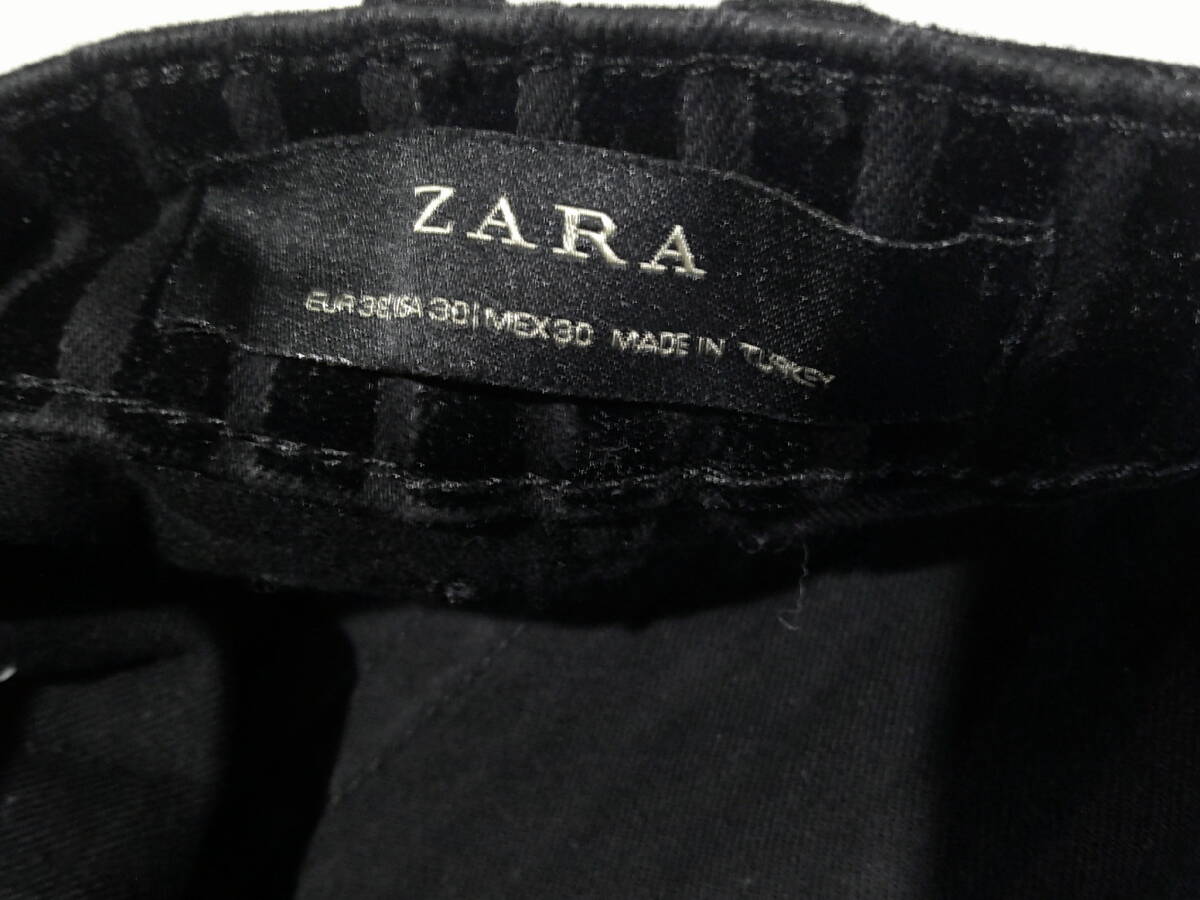 ZARA
EUR 38|USA 30|MEX 30 MADE IN TURKEY